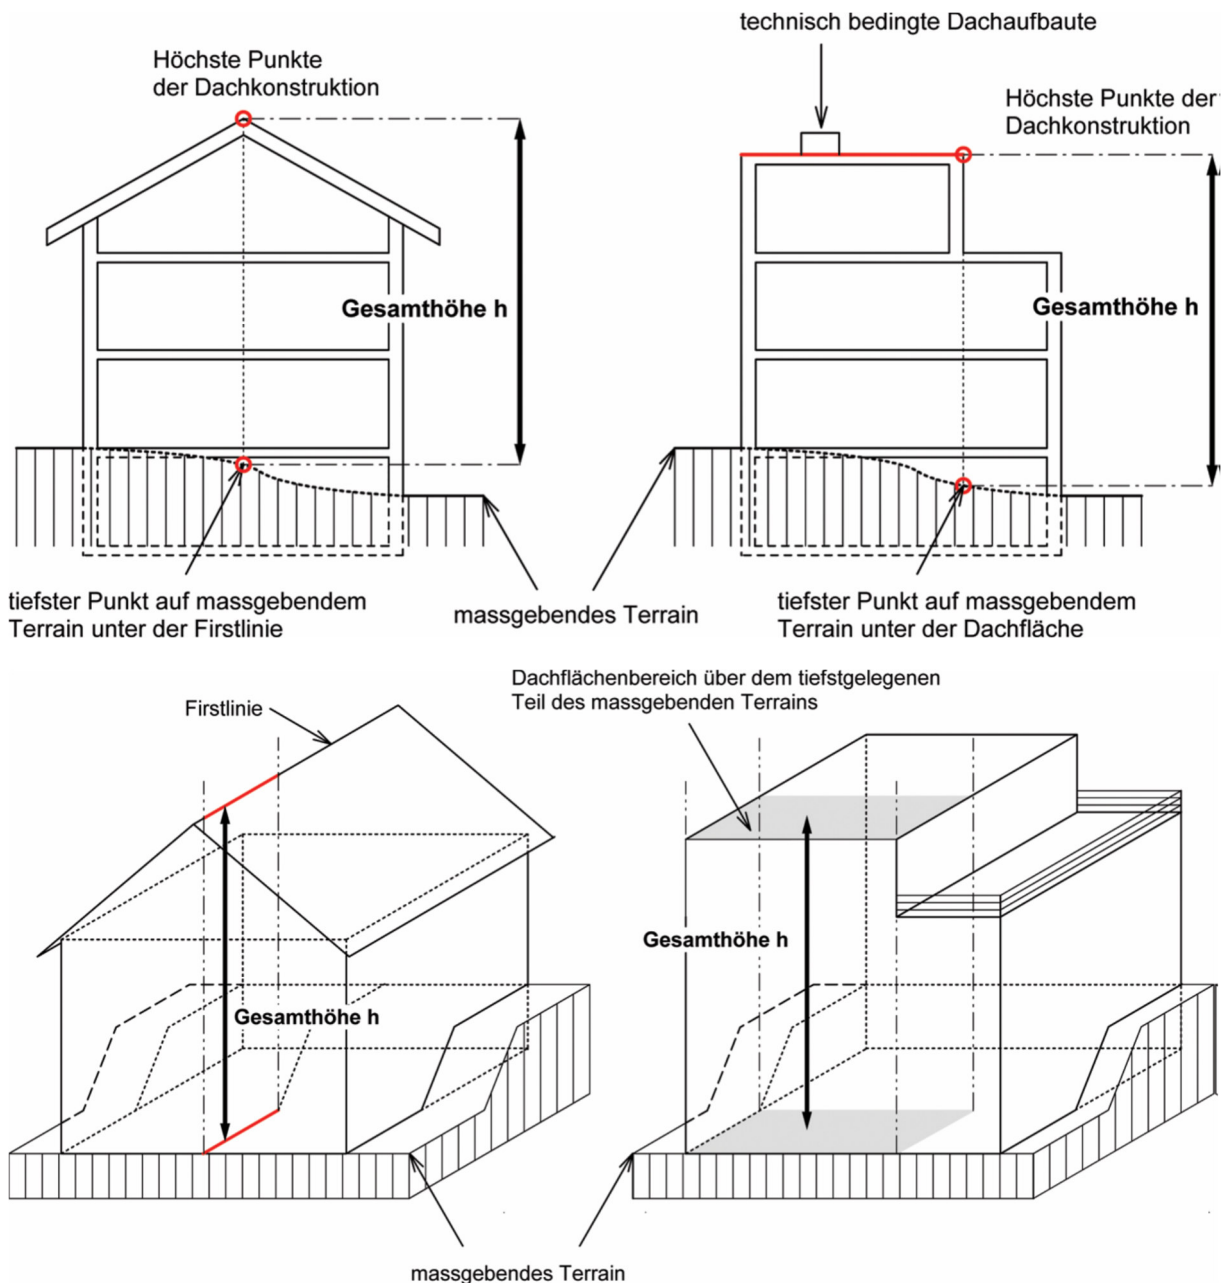 technisch bedingte Dachaufbaute
Höchste Punkte
der Dachkonstruktion
Höchste Punkte der
Dachkonstruktion
Gesamthöhe h
Gesamthöhe h
tiefster Punkt auf massgebendem
Terrain unter der Firstlinie
massgebendes Terrain
tiefster Punkt auf massgebendem
Terrain unter der Dachfläche
Firstlinie
Dachflächenbereich über dem tiefstgelegenen
Teil des massgebenden Terrains
Gesamthöhe h
Gesamthöhe h
massgebendes Terrain